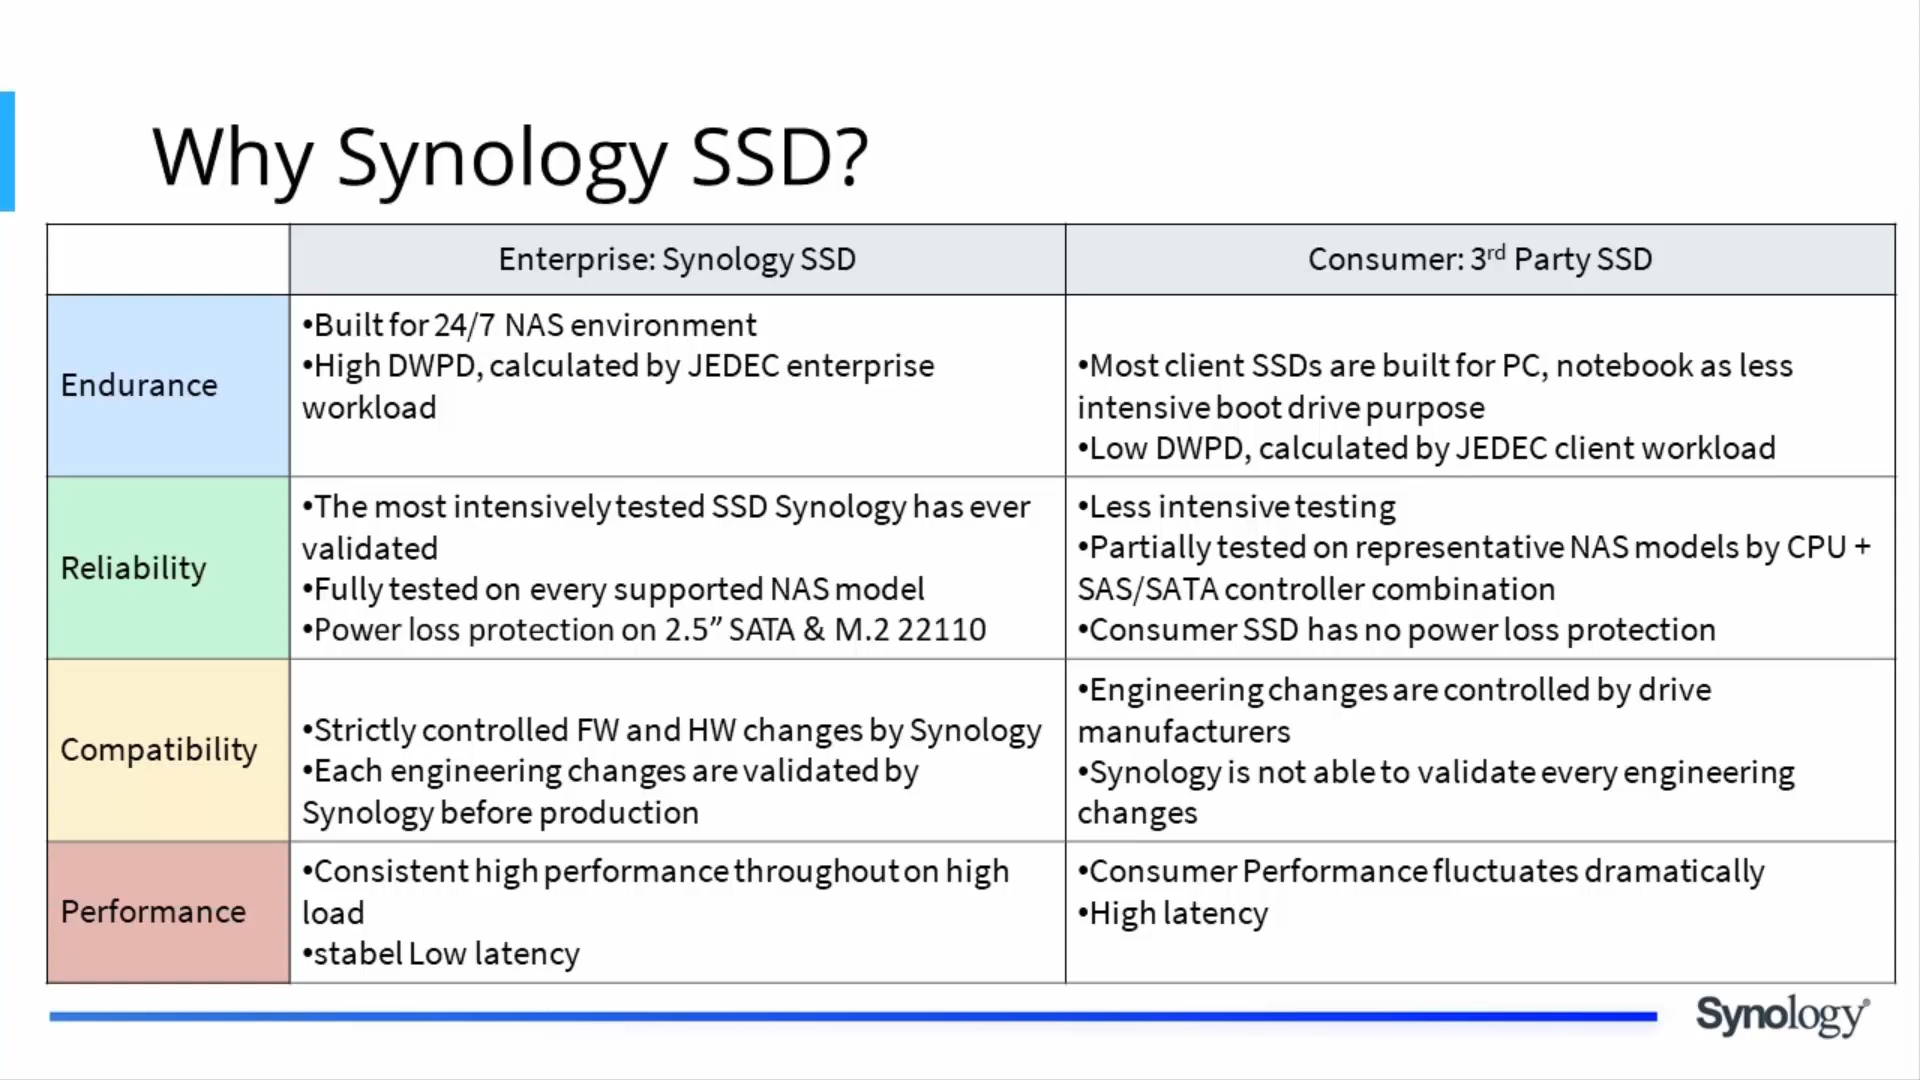 Why Synology SSD?
Enterprise: Synology SSD
Consumer: 3rd Party SSD
Endurance
•Built for 24/7 NAS environment
•High DWPD, calculated by JEDEC enterprise
workload
•Most client SSDs are built for PC, notebook as less
intensive boot drive purpose
•Low DWPD, calculated by JEDEC client workload
Reliability
•The most intensively tested SSD Synology has ever
validated
•Fully tested on every supported NAS model
•Power loss protection on 2.5” SATA & M.2 22110
•Less intensive testing
•Partially tested on representative NAS models by CPU +
SAS/SATA controller combination
•Consumer SSD has no power loss protection
Compatibility
•Strictly controlled FW and HW changes by Synology
•Each engineering changes are validated by
Synology before production
•Engineering changes are controlled by drive
manufacturers
•Synology is not able to validate every engineering
changes
Performance
•Consistent high performance throughout on high
load
•stabel Low latency
•Consumer Performance fluctuates dramatically
•High latency
Synology®